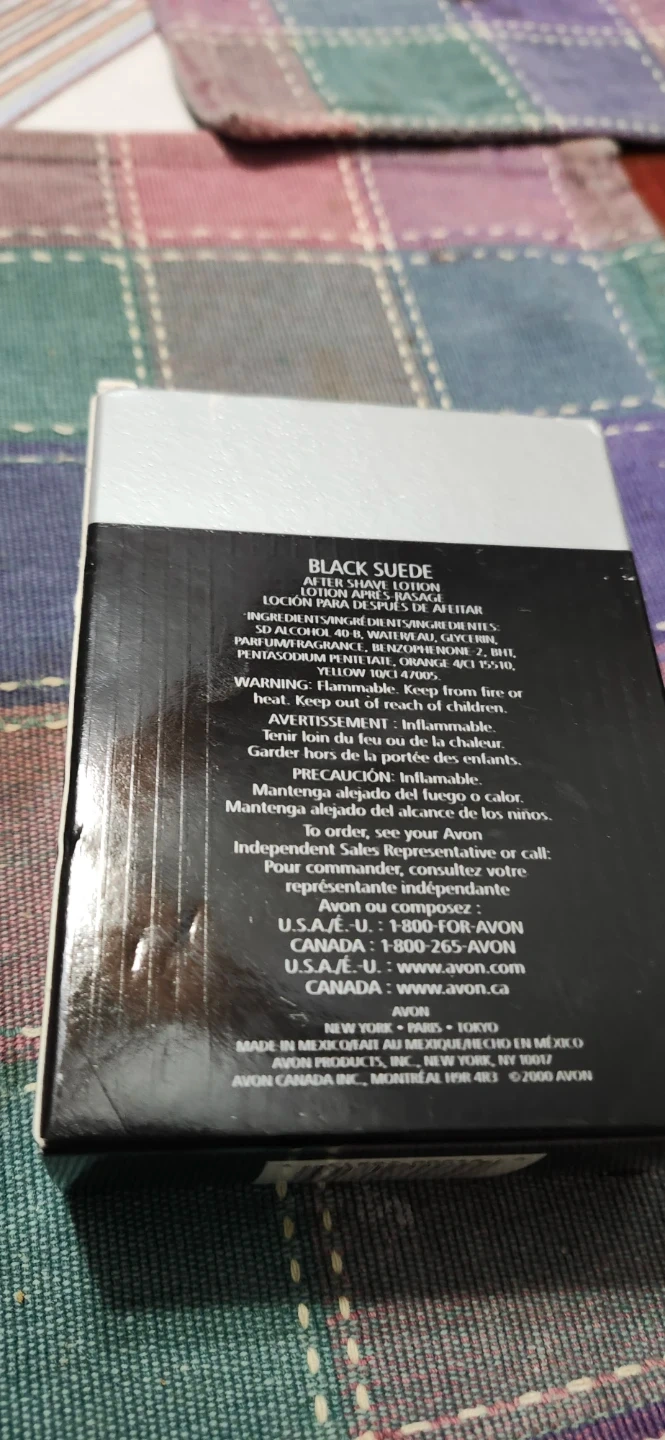 BLACK SUEDE
AFTER SHAVE LOTION
LOTION APRÈS-RASAGE
LOCIÓN PARA DESPUÉS DE AFEITAR
INGREDIENTS/INGRÉDIENTS/INGREDIENTES:
SD ALCOHOL 40-B, WATER/EAU, GLYCERIN,
PARFUM/FRAGRANCE, BENZOPHENONE-2, BHT,
PENTASODIUM PENTETATE, ORANGE 4/CI 15510,
YELLOW 10/CI 47005.
WARNING: Flammable. Keep from fire or
heat. Keep out of reach of children.
AVERTISSEMENT : Inflammable.
Tenir loin du feu ou de la chaleur.
Garder hors de la portée des enfants.
PRECAUCIÓN: Inflamable.
Mantenga alejado del fuego o calor.
Mantenga alejado del alcance de los niños.
To order, see your Avon
Independent Sales Representative or call:
Pour commander, consultez votre
représentante indépendante
Avon ou composez :
U.S.A./É.-U. : 1-800-FOR-AVON
CANADA : 1-800-265-AVON
U.S.A./É.-U. : www.avon.com
CANADA : www.avon.ca
AVON
NEW YORK • PARIS • TOKYO
MADE IN MEXICO/FAIT AU MEXIQUE/HECHO EN MÉXICO
AVON PRODUCTS, INC., NEW YORK, NY 10017
AVON CANADA INC., MONTRÉAL H9R 4R3 ©2000 AVON